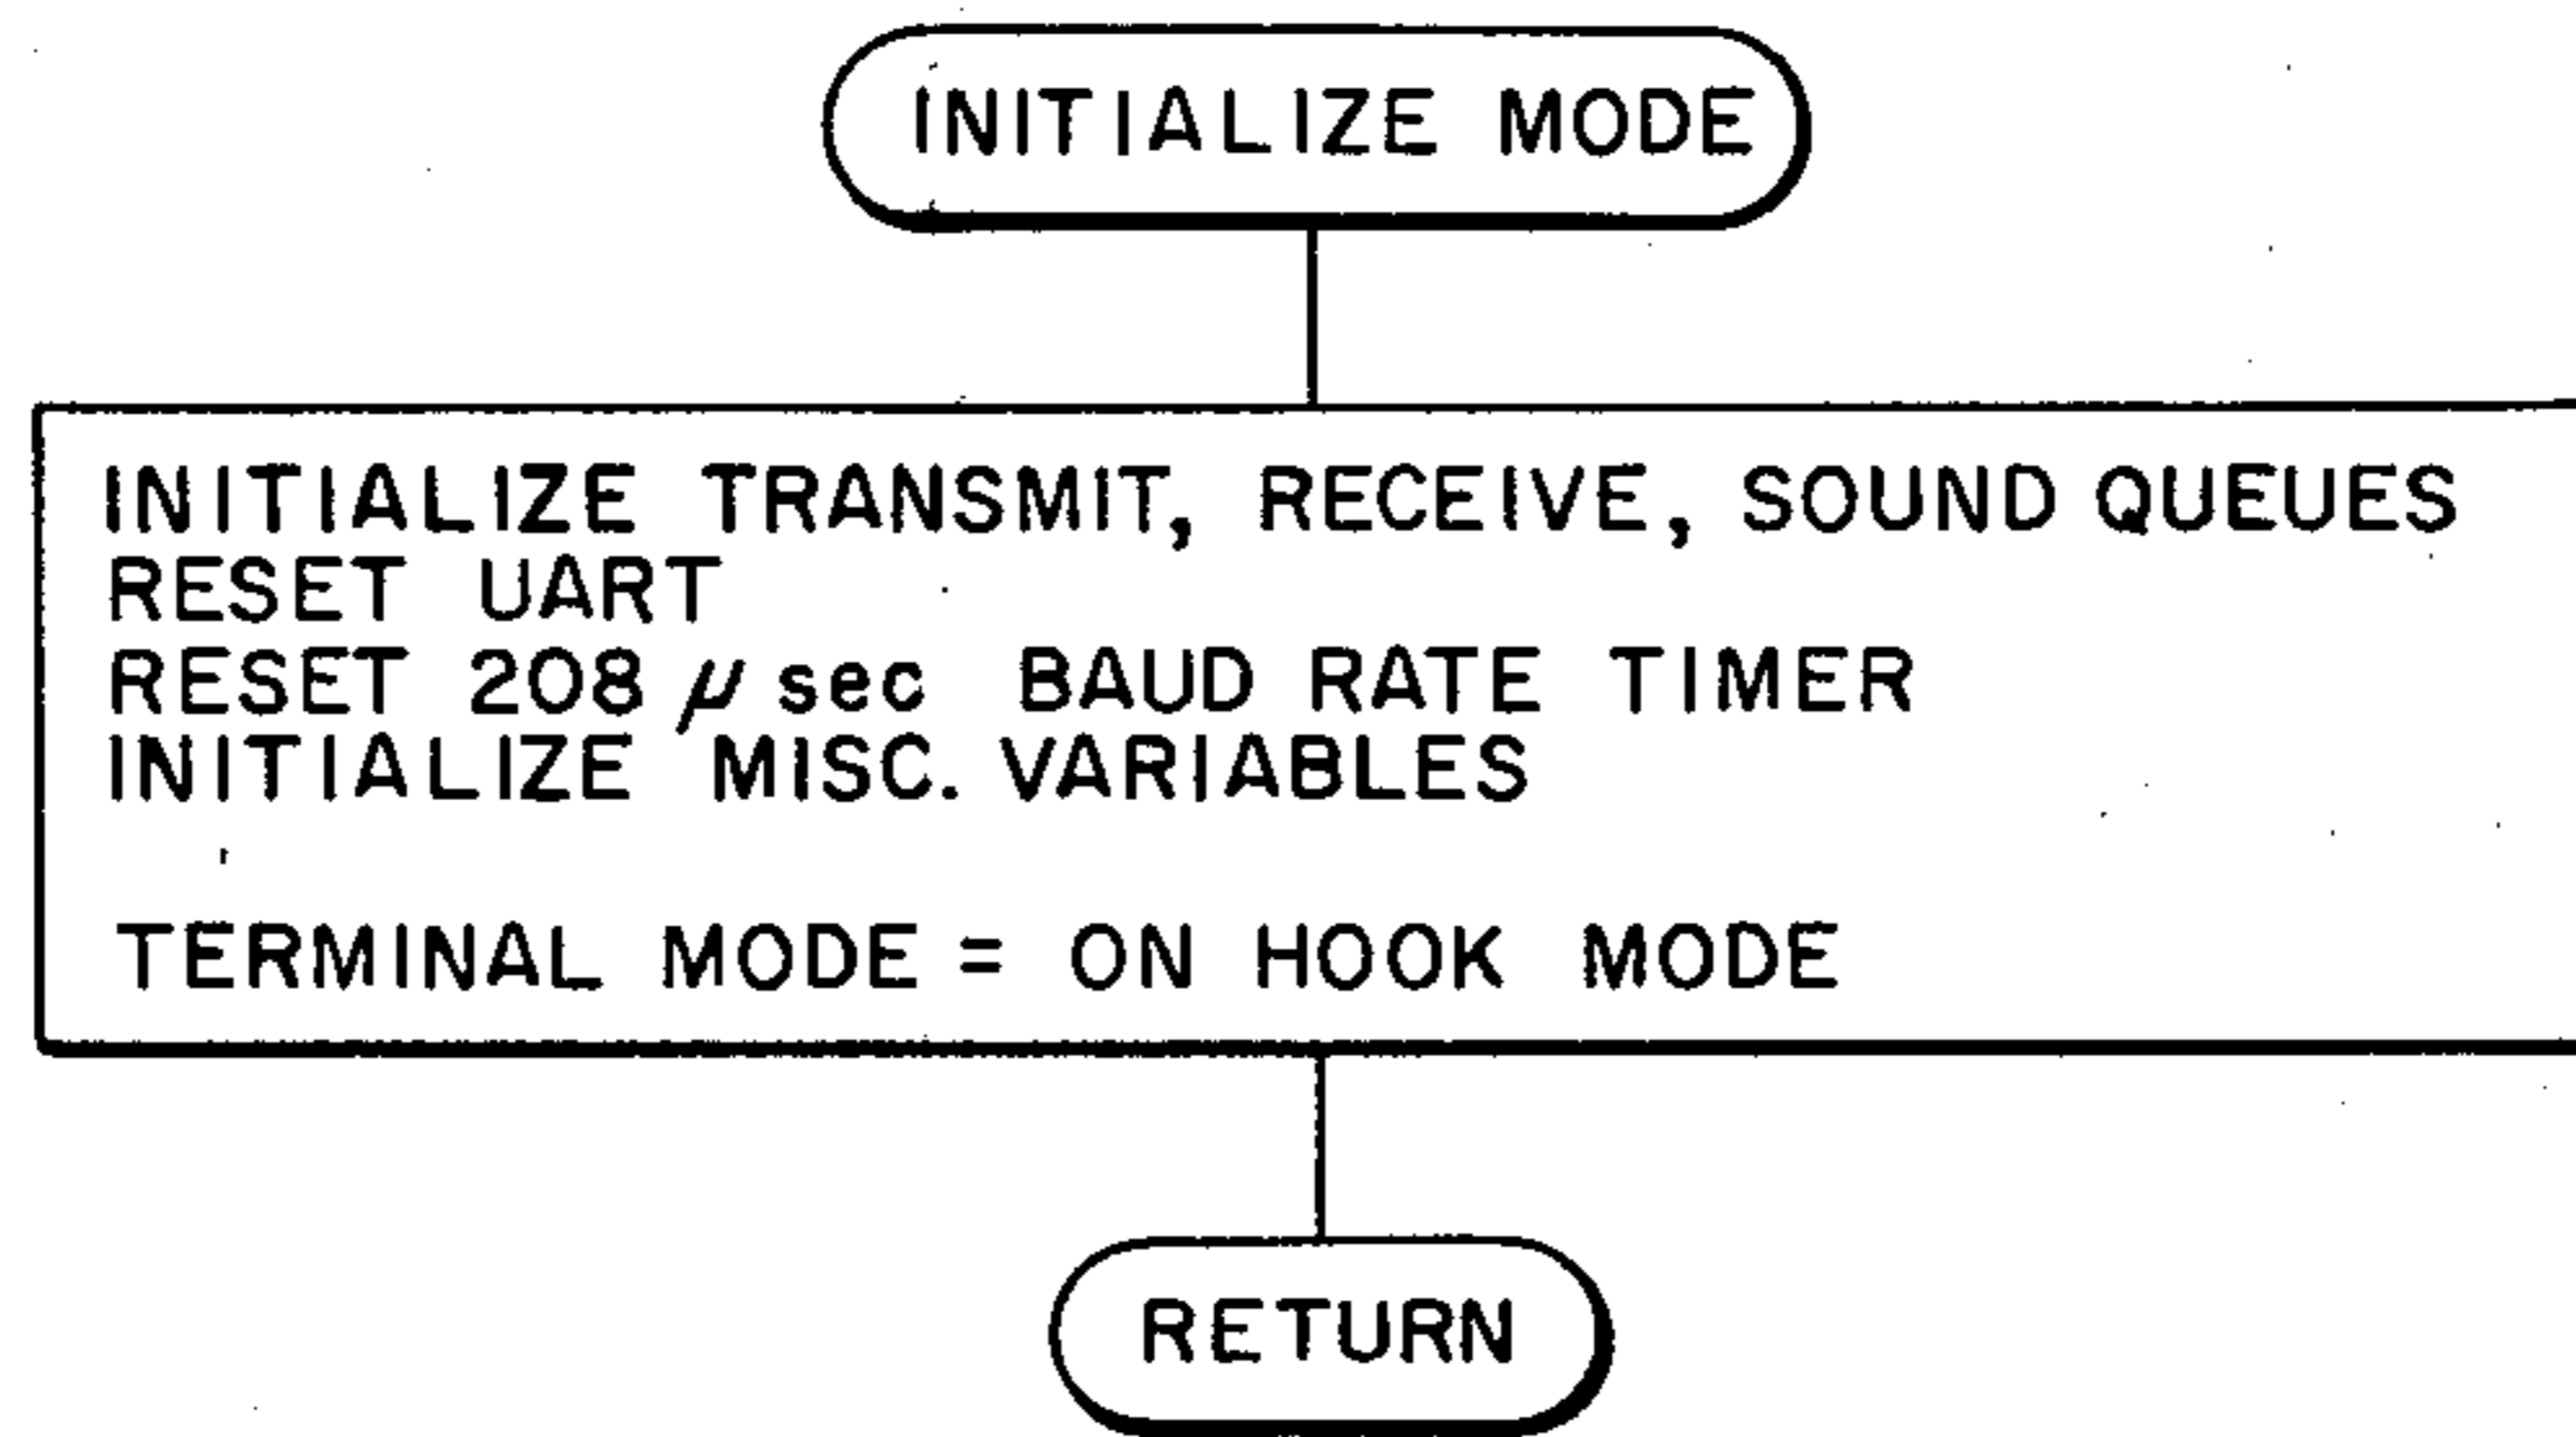 INITIALIZE MODE
INITIALIZE TRANSMIT, RECEIVE, SOUND QUEUES
RESET UART
RESET 208 μ sec BAUD RATE TIMER
INITIALIZE MISC. VARIABLES
TERMINAL MODE = ON HOOK MODE
RETURN